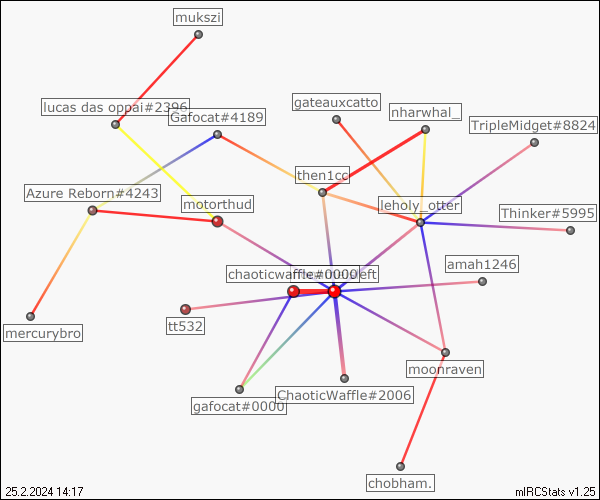 mukszi
lucas das oppai#2396
Gafocat#4189
gateauxcatto
nharwhal_
TripleMidget#8824
then1cc
Azure Reborn#4243
motorthud
leholy_otter
Thinker#5995
chaoticwaffle#0000
amah1246
mercurybro
tt532
moonraven
gafocat#0000
ChaoticWaffle#2006
chobham.
25.2.2024 14:17
mIRCStats v1.25